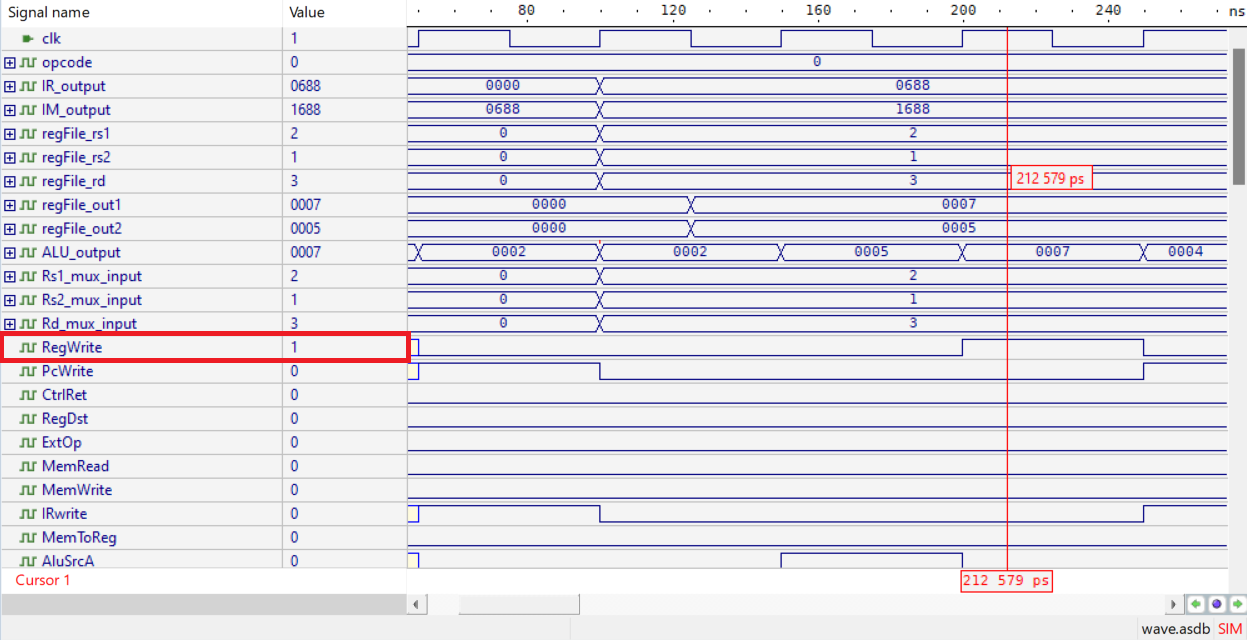 Signal name Value 80 120 160 200 240 ns
clk 1
opcode 0 0
IR_output 0688 0000 0688
IM_output 1688 0688 1688
regFile_rs1 2 0 2
regFile_rs2 1 0 1
regFile_rd 3 0 3 212 579 ps
regFile_out1 0007 0000 0007
regFile_out2 0005 0000 0005
ALU_output 0007 0002 0002 0005 0007 0004
Rs1_mux_input 2 0 2
Rs2_mux_input 1 0 1
Rd_mux_input 3 0 3
RegWrite 1
PcWrite 0
CtrlRet 0
RegDst 0
ExtOp 0
MemRead 0
MemWrite 0
IRwrite 0
MemToReg 0
AluSrcA 0
Cursor 1 212 579 ps
wave.asdb SIM